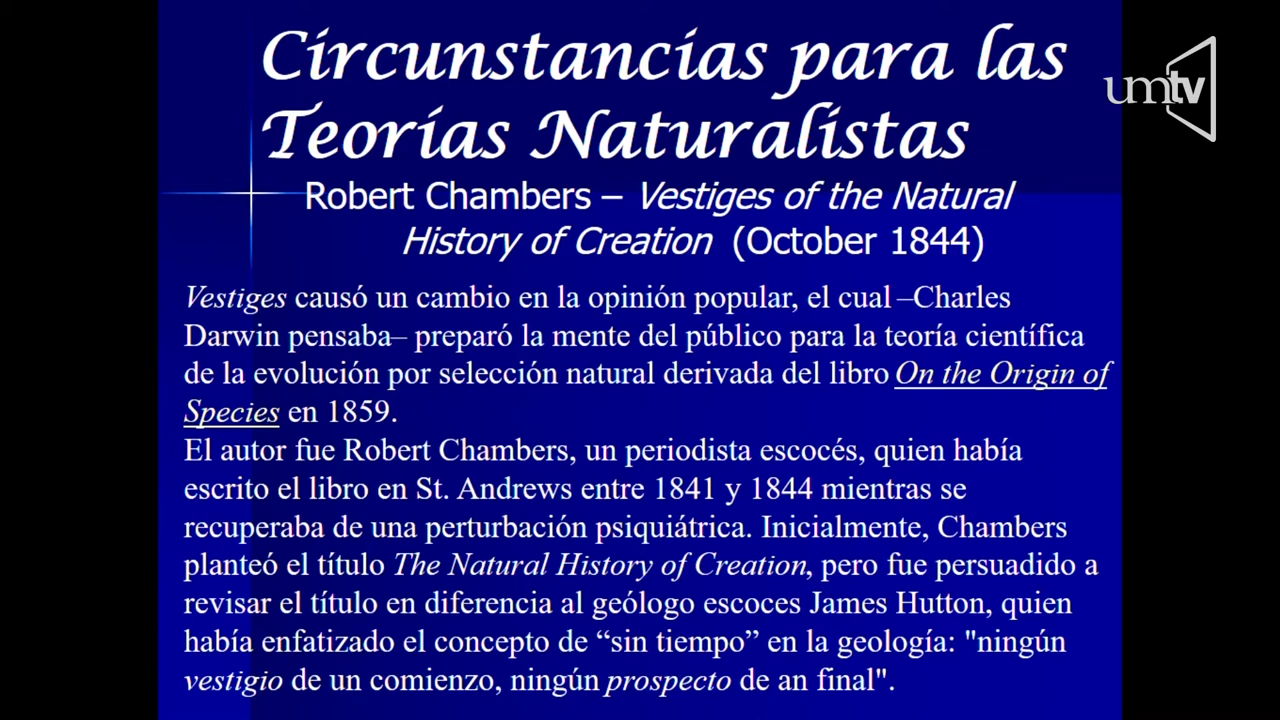 Circunstancias para las
Teorías Naturalistas
umtv
Robert Chambers – Vestiges of the Natural
History of Creation (October 1844)
Vestiges causó un cambio en la opinión popular, el cual –Charles
Darwin pensaba– preparó la mente del público para la teoría científica
de la evolución por selección natural derivada del libro On the Origin of
Species en 1859.
El autor fue Robert Chambers, un periodista escocés, quien había
escrito el libro en St. Andrews entre 1841 y 1844 mientras se
recuperaba de una perturbación psiquiátrica. Inicialmente, Chambers
planteó el título The Natural History of Creation, pero fue persuadido a
revisar el título en diferencia al geólogo escoces James Hutton, quien
había enfatizado el concepto de “sin tiempo” en la geología: "ningún
vestigio de un comienzo, ningún prospecto de an final".